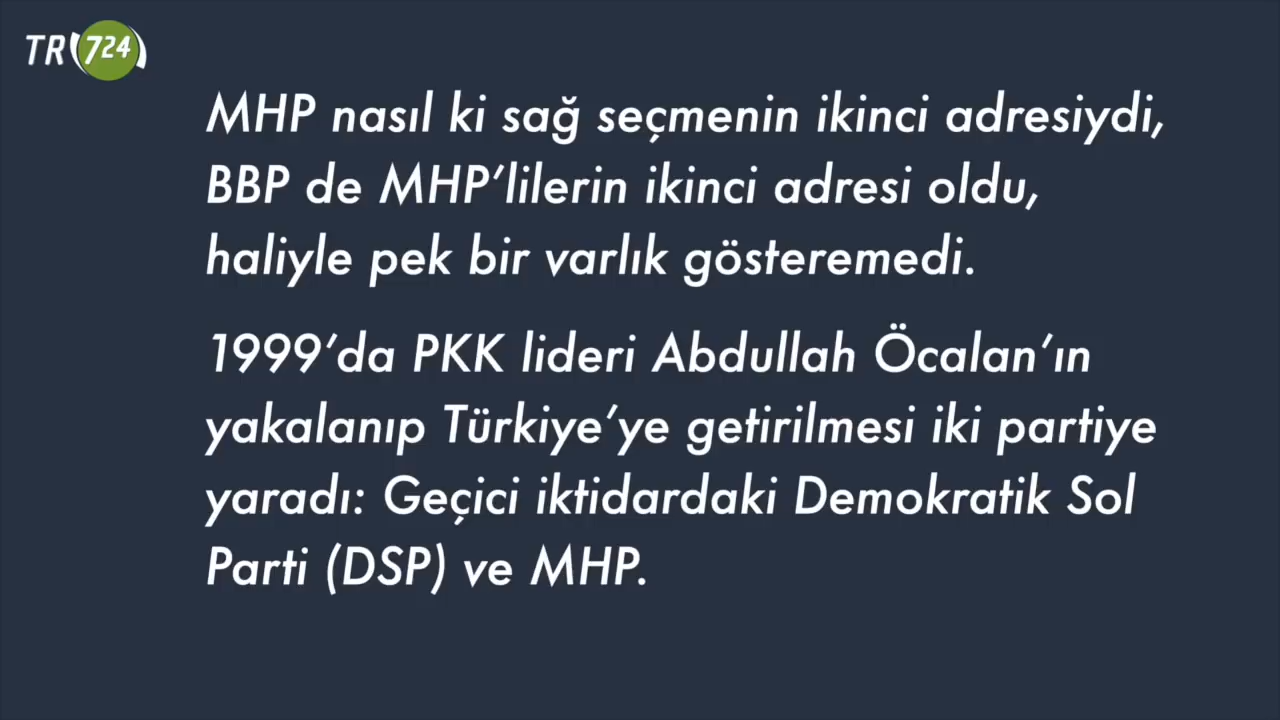 TR724
MHP nasıl ki sağ seçmenin ikinci adresiydi,
BBP de MHP'lilerin ikinci adresi oldu,
haliyle pek bir varlık gösteremedi.
1999'da PKK lideri Abdullah Öcalan'ın
yakalanıp Türkiye'ye getirilmesi iki partiye
yaradı: Geçici iktidardaki Demokratik Sol
Parti (DSP) ve MHP.